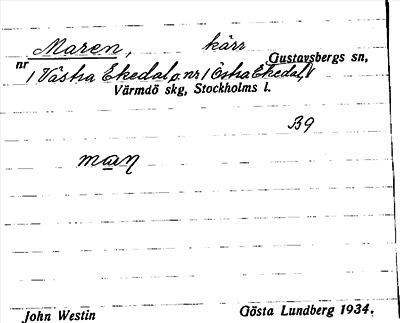 Maren, kärr
Gustavsbergs sn,
nr 1 Västra Ekedal o. nr 1 Östra Ekedal,
Värmdö skg, Stockholms l.
B9
man
John Westin Gösta Lundberg 1934.